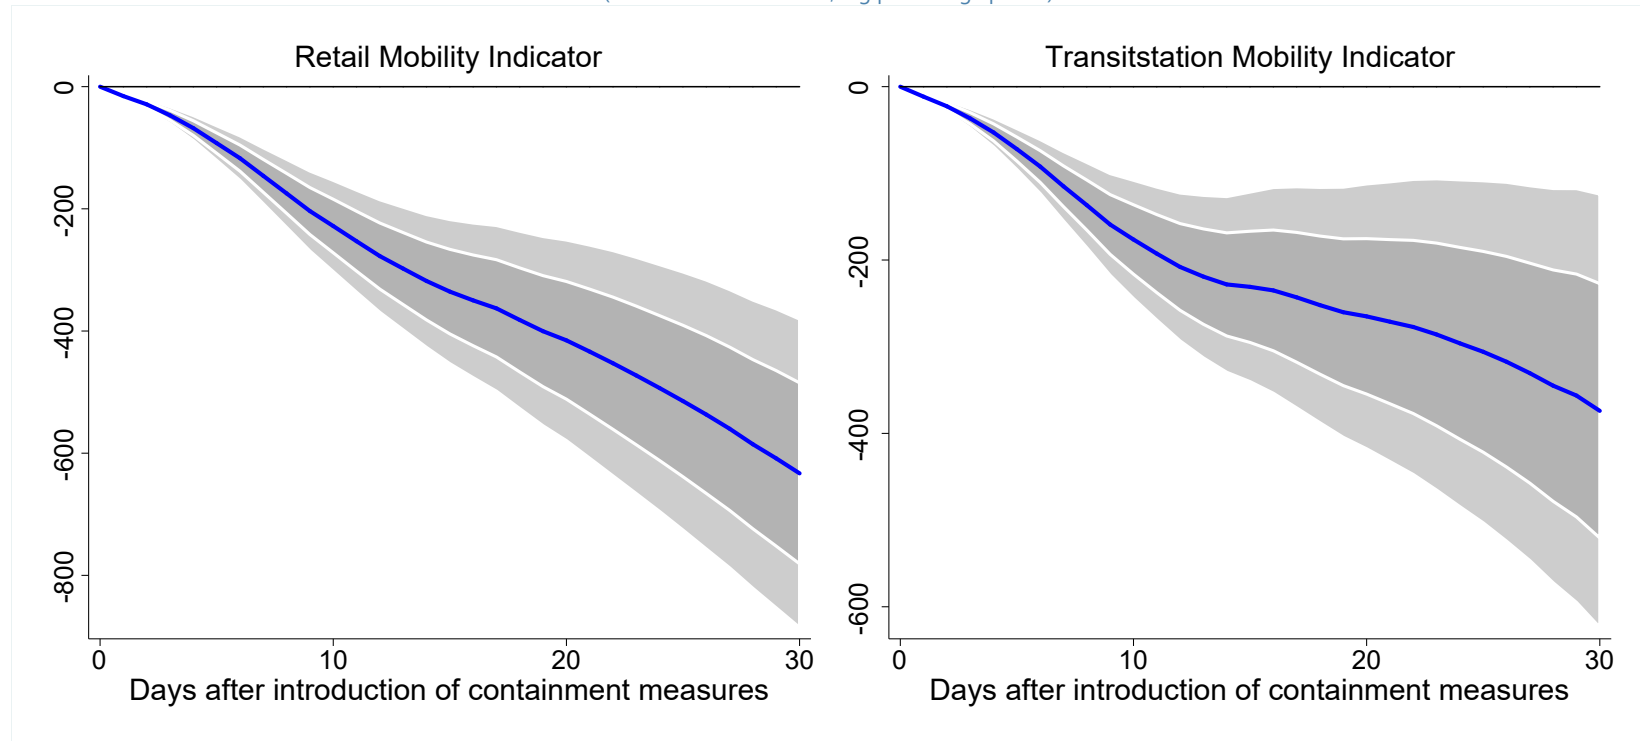 Retail Mobility Indicator
0
-200
-400
-600
-800
0 10 20 30
Days after introduction of containment measures
Transitstation Mobility Indicator
0
-200
-400
-600
0 10 20 30
Days after introduction of containment measures